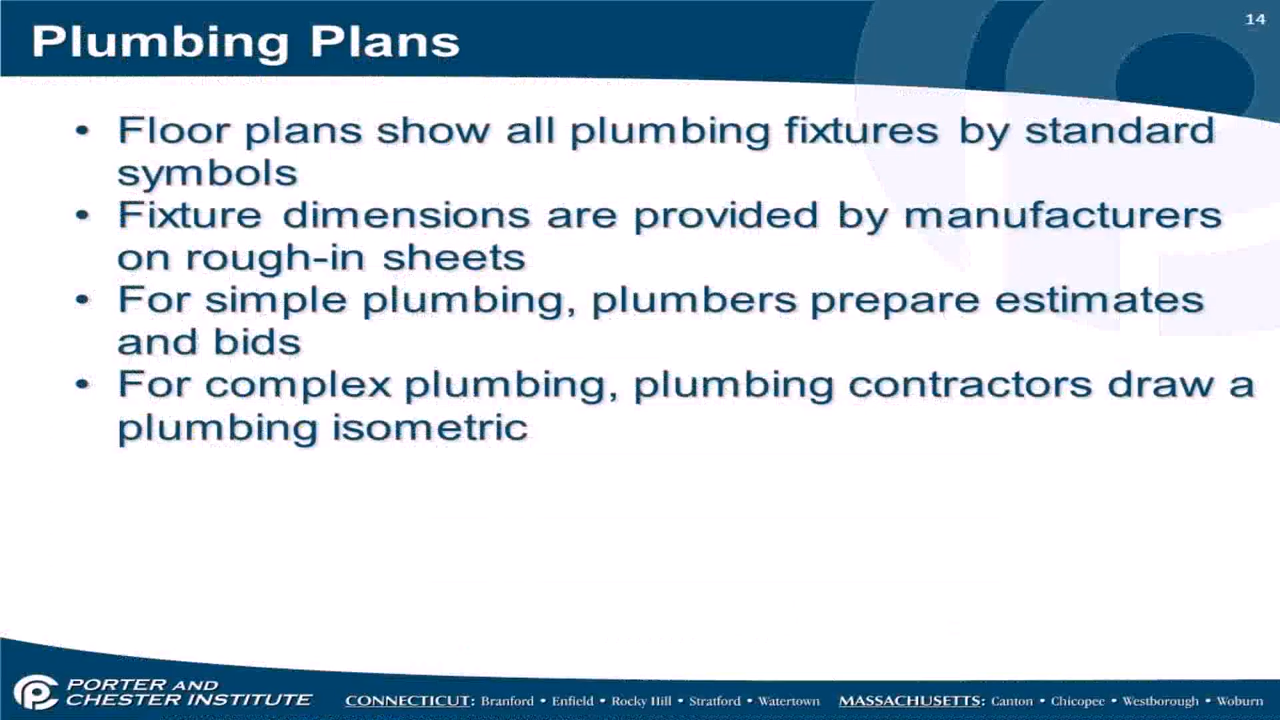 14
Plumbing Plans
• Floor plans show all plumbing fixtures by standard
symbols
• Fixture dimensions are provided by manufacturers
on rough-in sheets
• For simple plumbing, plumbers prepare estimates
and bids
• For complex plumbing, plumbing contractors draw a
plumbing isometric
PORTER AND
CHESTER INSTITUTE
CONNECTICUT: Branford • Enfield • Rocky Hill • Stratford • Watertown MASSACHUSETTS: Canton • Chicopee • Westborough • Woburn